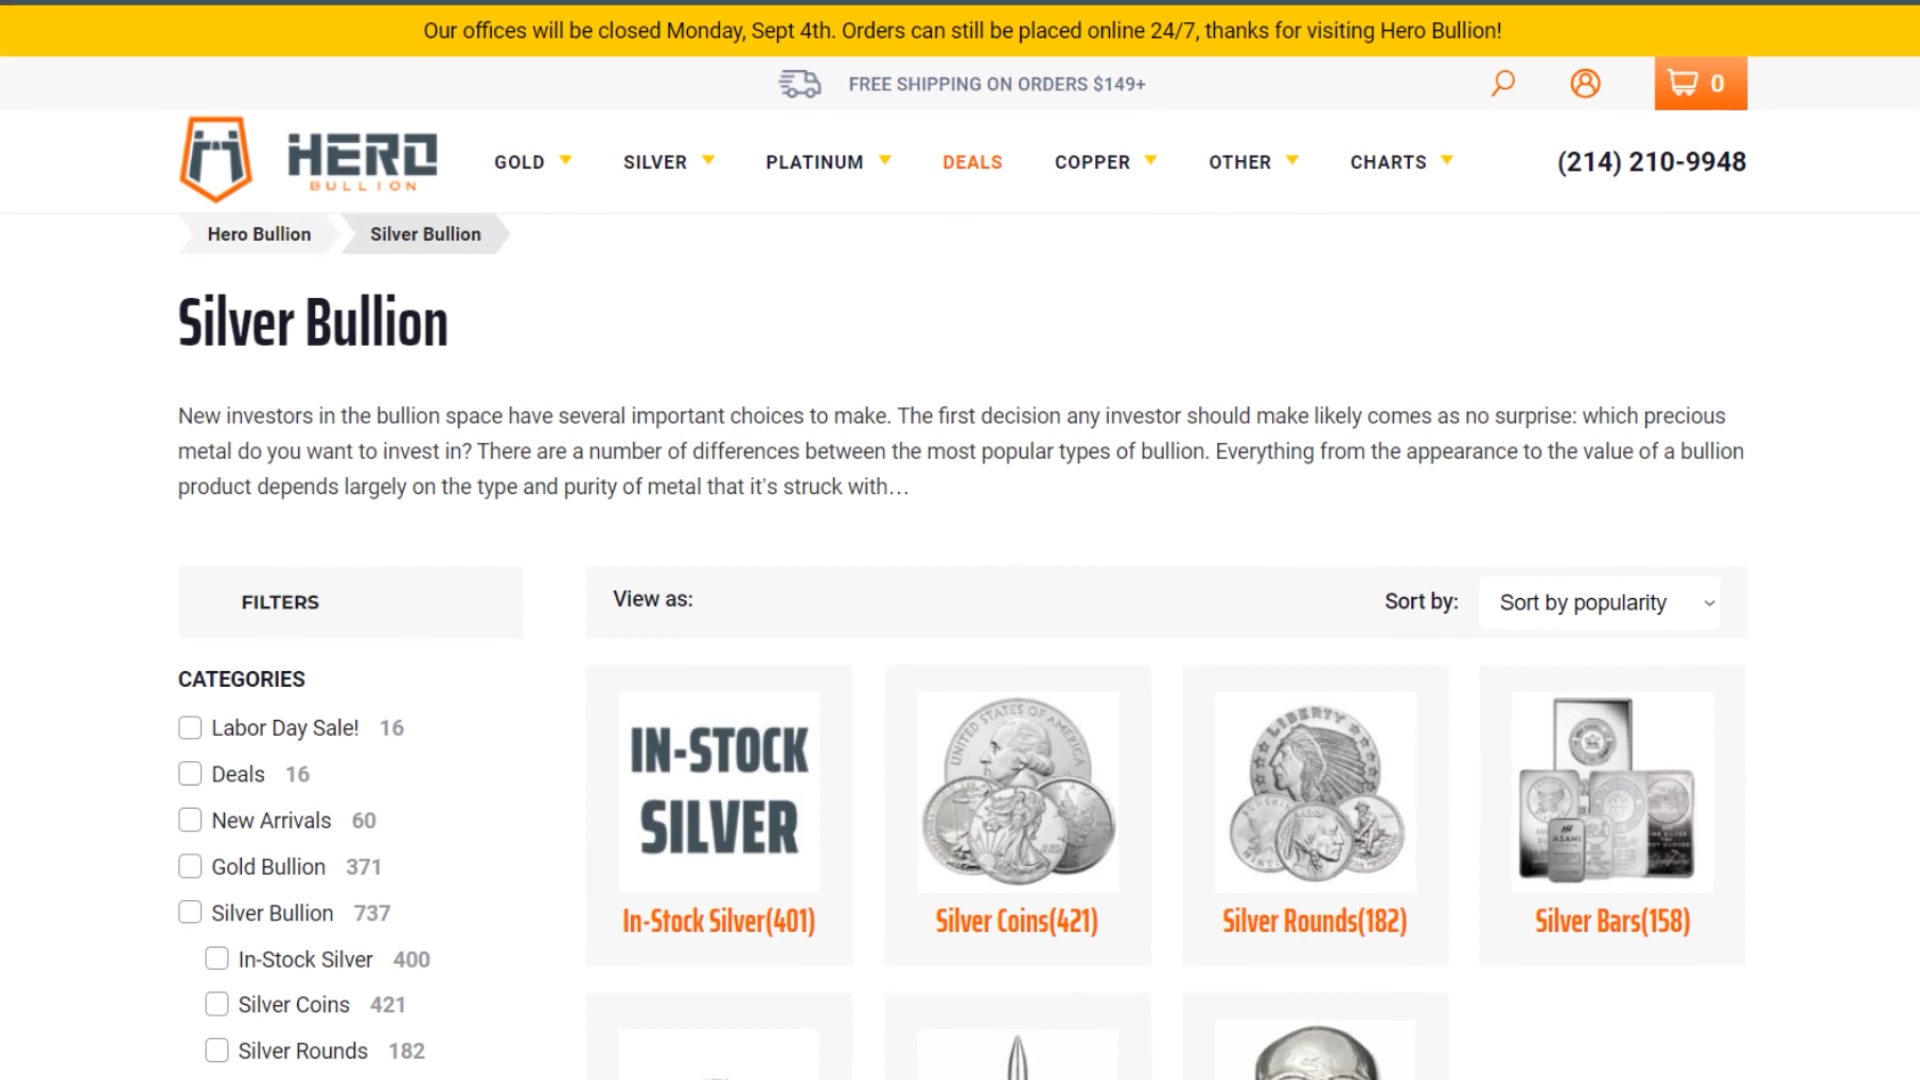 Our offices will be closed Monday, Sept 4th. Orders can still be placed online 24/7, thanks for visiting Hero Bullion!
FREE SHIPPING ON ORDERS $149+
0
HERO
BULLION
GOLD
SILVER
PLATINUM
DEALS
COPPER
OTHER
CHARTS
(214) 210-9948
Hero Bullion
Silver Bullion
Silver Bullion
New investors in the bullion space have several important choices to make. The first decision any investor should make likely comes as no surprise: which precious
metal do you want to invest in? There are a number of differences between the most popular types of bullion. Everything from the appearance to the value of a bullion
product depends largely on the type and purity of metal that it's struck with…
FILTERS
View as:
Sort by:
Sort by popularity
CATEGORIES
Labor Day Sale! 16
Deals 16
New Arrivals 60
Gold Bullion 371
Silver Bullion 737
In-Stock Silver 400
Silver Coins 421
Silver Rounds 182
IN-STOCK
SILVER
In-Stock Silver(401)
UNITED STATES OF AMERICA
Silver Coins(421)
LIBERTY
Silver Rounds(182)
ASAHI
Silver Bars(158)